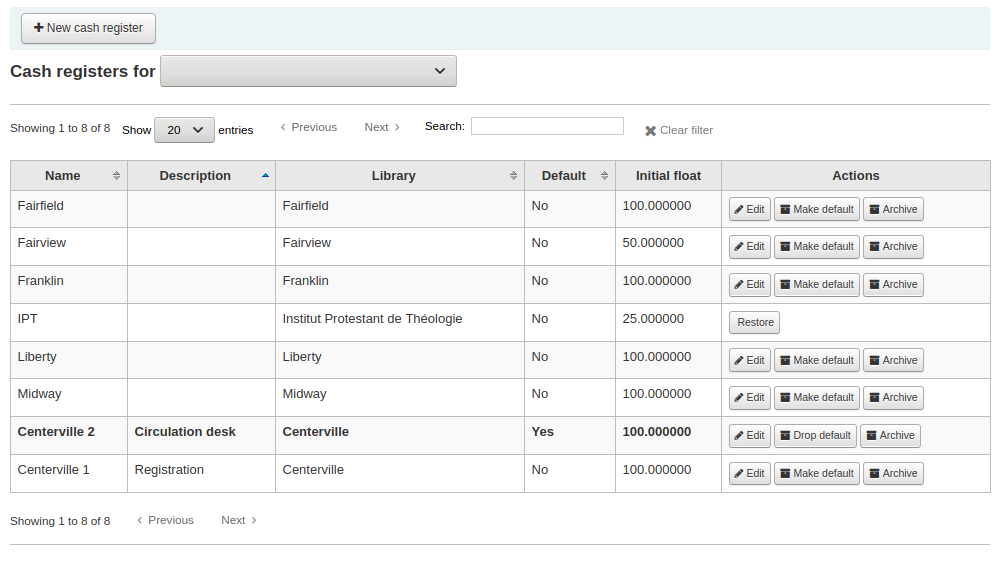 New cash register
Cash registers for
Showing 1 to 8 of 8 Show 20 entries Previous Next Search: Clear filter
Name Description Library Default Initial float Actions
Fairfield Fairfield No 100.000000 Edit Make default Archive
Fairview Fairview No 50.000000 Edit Make default Archive
Franklin Franklin No 100.000000 Edit Make default Archive
IPT Institut Protestant de Théologie No 25.000000 Restore
Liberty Liberty No 100.000000 Edit Make default Archive
Midway Midway No 100.000000 Edit Make default Archive
Centerville 2 Circulation desk Centerville Yes 100.000000 Edit Drop default Archive
Centerville 1 Registration Centerville No 100.000000 Edit Make default Archive
Showing 1 to 8 of 8 Previous Next